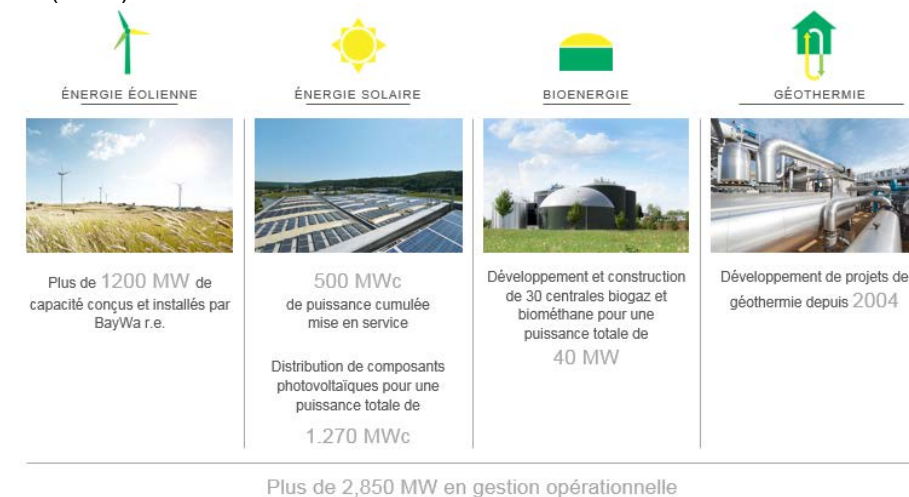 ÉNERGIE ÉOLIENNE
Plus de 1200 MW de
capacité conçus et installés par
BayWa r.e.
ÉNERGIE SOLAIRE
500 MWc
de puissance cumulée
mise en service
Distribution de composants
photovoltaïques pour une
puissance totale de
1.270 MWc
BIOENERGIE
Développement et construction
de 30 centrales biogaz et
biométhane pour une
puissance totale de
40 MW
GÉOTHERMIE
Développement de projets de
géothermie depuis 2004
Plus de 2,850 MW en gestion opérationnelle